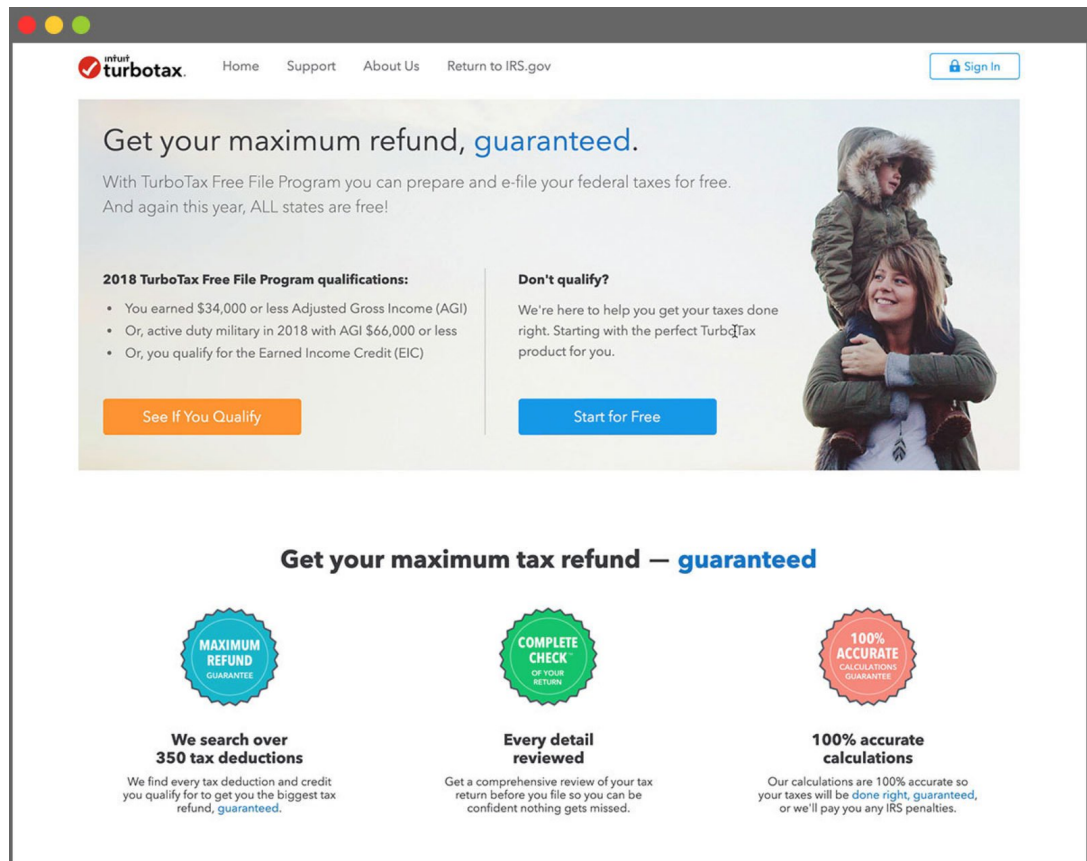 intuit
turbotax.
Home Support About Us Return to IRS.gov
Sign In
Get your maximum refund, guaranteed.
With TurboTax Free File Program you can prepare and e-file your federal taxes for free.
And again this year, ALL states are free!
2018 TurboTax Free File Program qualifications:
• You earned $34,000 or less Adjusted Gross Income (AGI)
• Or, active duty military in 2018 with AGI $66,000 or less
• Or, you qualify for the Earned Income Credit (EIC)
See If You Qualify
Don't qualify?
We're here to help you get your taxes done
right. Starting with the perfect TurboTax
product for you.
Start for Free
Get your maximum tax refund — guaranteed
MAXIMUM
REFUND
GUARANTEE
We search over
350 tax deductions
We find every tax deduction and credit
you qualify for to get you the biggest tax
refund, guaranteed.
COMPLETE
CHECK™
OF YOUR
RETURN
Every detail
reviewed
Get a comprehensive review of your tax
return before you file so you can be
confident nothing gets missed.
100%
ACCURATE
CALCULATIONS
GUARANTEE
100% accurate
calculations
Our calculations are 100% accurate so
your taxes will be done right, guaranteed,
or we'll pay you any IRS penalties.